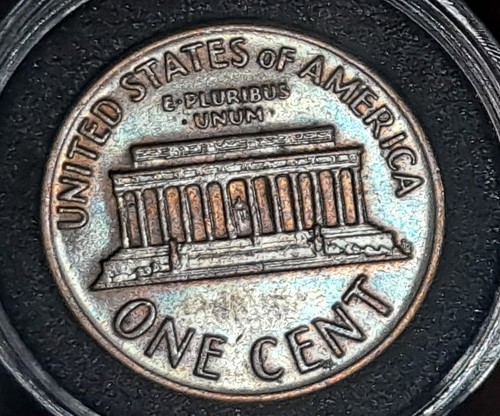 UNITED STATES oF AMERICA
E·PLURIBUS
·UNUM·
ONE CENT